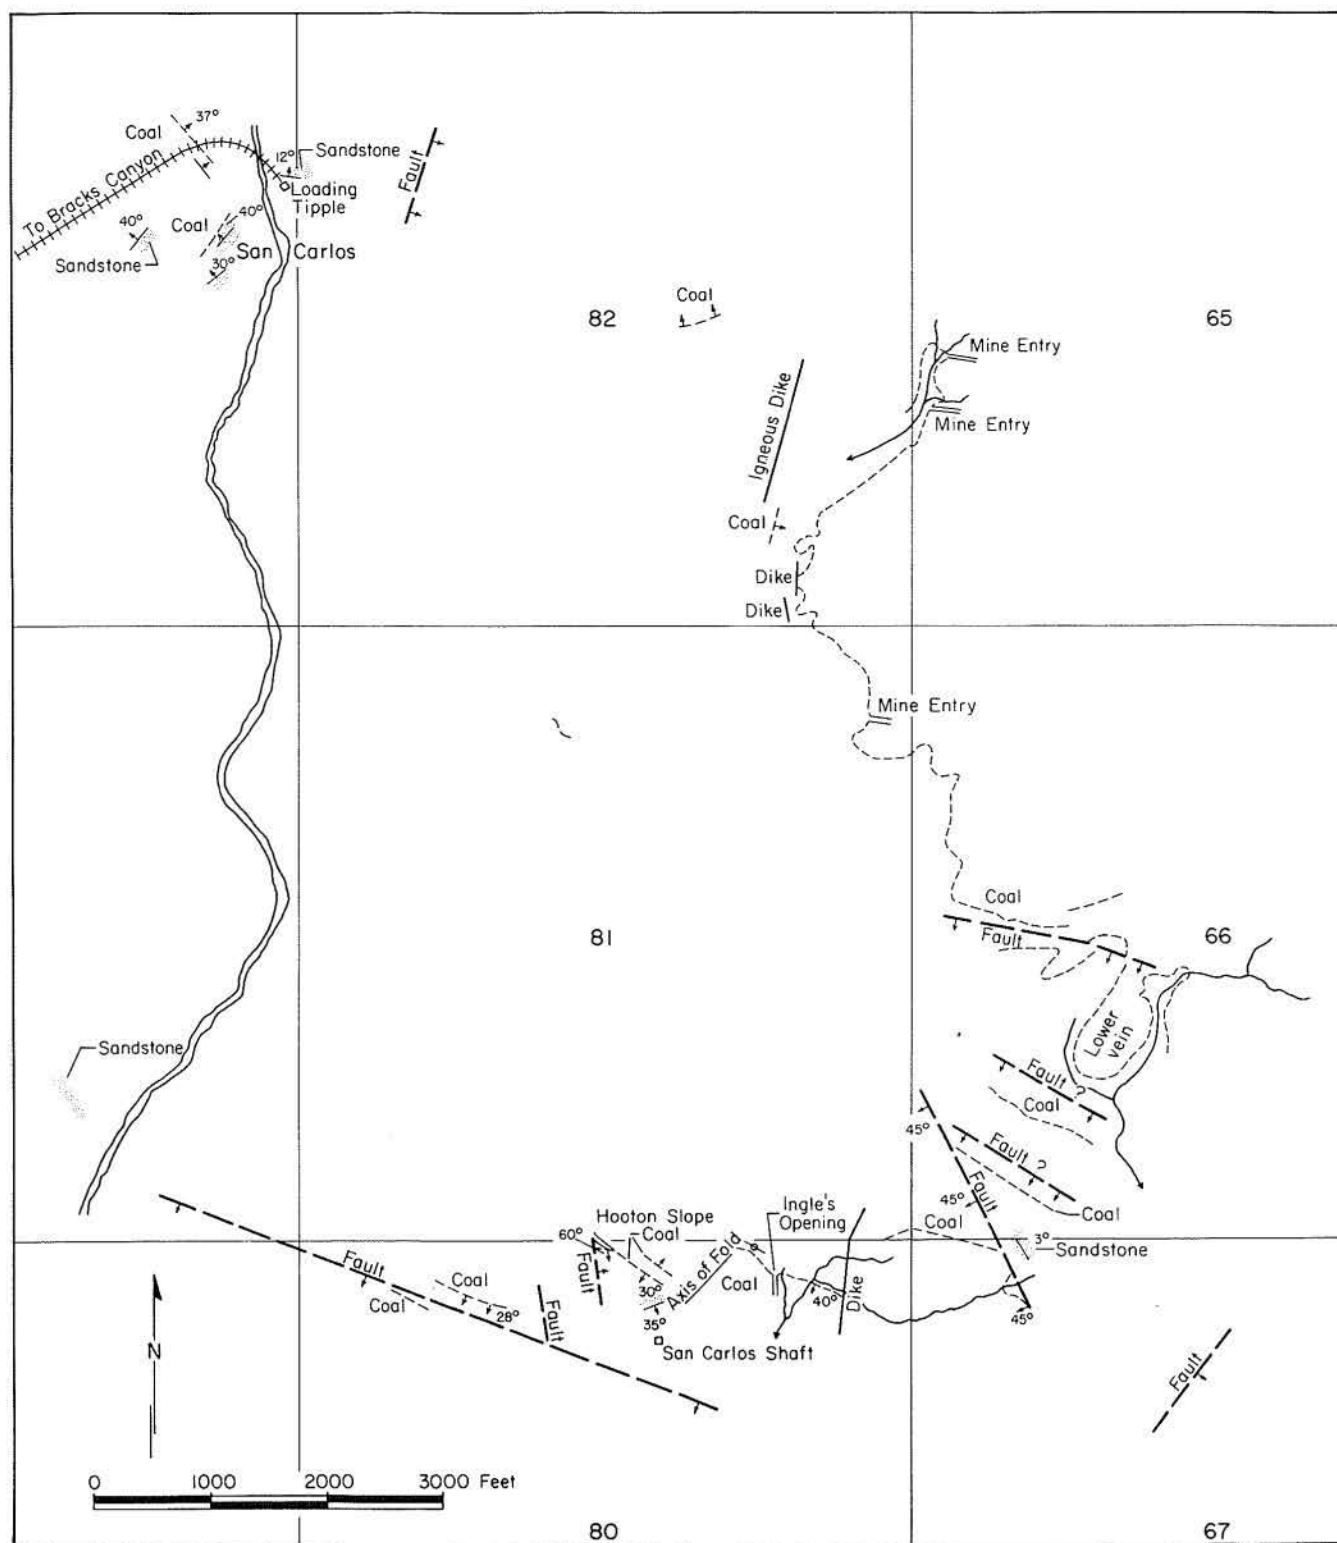 37°
Coal
12°
Sandstone
Fault
Loading
Tipple
To Bracks Canyon
40°
Coal
40°
San Carlos
Sandstone
30°
Coal
82
65
Mine Entry
Igneous Dike
Mine Entry
Coal
Dike
Dike
Mine Entry
Coal
81
Fault
66
Sandstone
Lower
vein
Fault ?
Coal
45°
Fault ?
45°
Fault
Coal
Ingle's
Opening
Hooton Slope
Coal
60°
Coal
3°
Sandstone
Fault
Fault
Axis of Fold
Coal
30°
Coal
Coal
28°
Fault
35°
40°
Dike
45°
San Carlos Shaft
N
Fault
0 1000 2000 3000 Feet
80
67